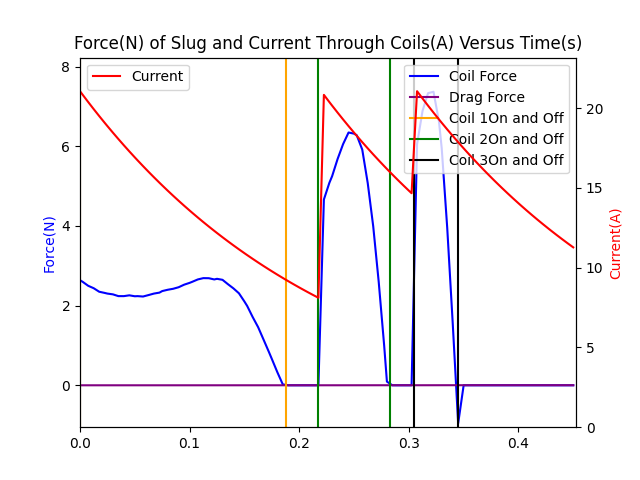 Force(N) of Slug and Current Through Coils(A) Versus Time(s)
Current
Coil Force
Drag Force
Coil 1On and Off
Coil 2On and Off
Coil 3On and Off
Force(N)
8
6
4
2
0
Current(A)
20
15
10
5
0
0.0 0.1 0.2 0.3 0.4